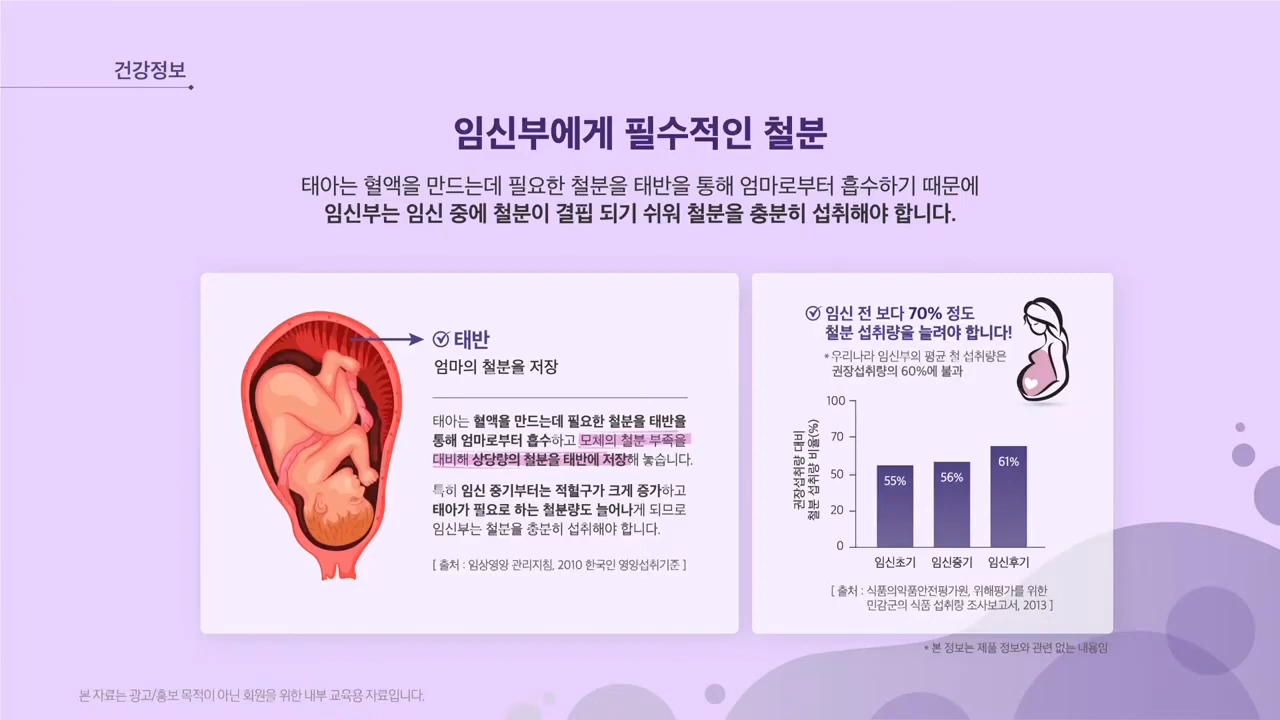 건강정보
임신부에게 필수적인 철분
태아는 혈액을 만드는데 필요한 철분을 태반을 통해 엄마로부터 흡수하기 때문에
임신부는 임신 중에 철분이 결핍 되기 쉬워 철분을 충분히 섭취해야 합니다.
태반
엄마의 철분을 저장
태아는 혈액을 만드는데 필요한 철분을 태반을
통해 엄마로부터 흡수하고 모체의 철분 부족을
대비해 상당량의 철분을 태반에 저장해 놓습니다.
특히 임신 중기부터는 적혈구가 크게 증가하고
태아가 필요로 하는 철분량도 늘어나게 되므로
임신부는 철분을 충분히 섭취해야 합니다.
[ 출처 : 임상영양 관리지침, 2010 한국인 영양섭취기준 ]
임신 전 보다 70% 정도
철분 섭취량을 늘려야 합니다!
* 우리나라 임신부의 평균 철 섭취량은
권장섭취량의 60%에 불과
권장섭취량 대비
철분 섭취량 비율(%)
100
70
50
20
0
55%
56%
61%
임신초기 임신중기 임신후기
[ 출처 : 식품의약품안전평가원, 위해평가를 위한
민감군의 식품 섭취량 조사보고서, 2013 ]
* 본 정보는 제품 정보와 관련 없는 내용임
본 자료는 광고/홍보 목적이 아닌 회원을 위한 내부 교육용 자료입니다.